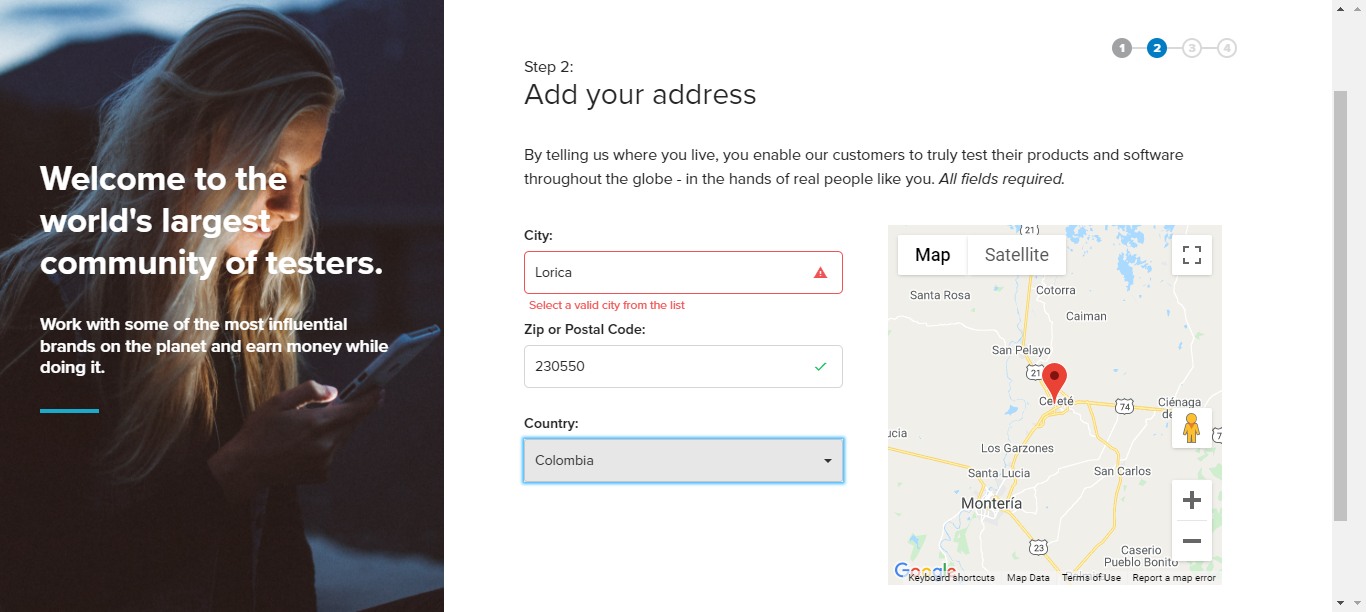 Welcome to the
world's largest
community of testers.
Work with some of the most influential
brands on the planet and earn money while
doing it.
1 2 3 4
Step 2:
Add your address
By telling us where you live, you enable our customers to truly test their products and software
throughout the globe - in the hands of real people like you. All fields required.
City:
Lorica
Select a valid city from the list
Zip or Postal Code:
230550
Country:
Colombia
Map Satellite
21
Santa Rosa
Cotorra
Caiman
San Pelayo
21
Cereté
74
Ciénaga
de
ucia
Los Garzones
Santa Lucia
San Carlos
Montería
23
Caserio
Pueblo Bonito
Google
Keyboard shortcuts Map Data Terms of Use Report a map error